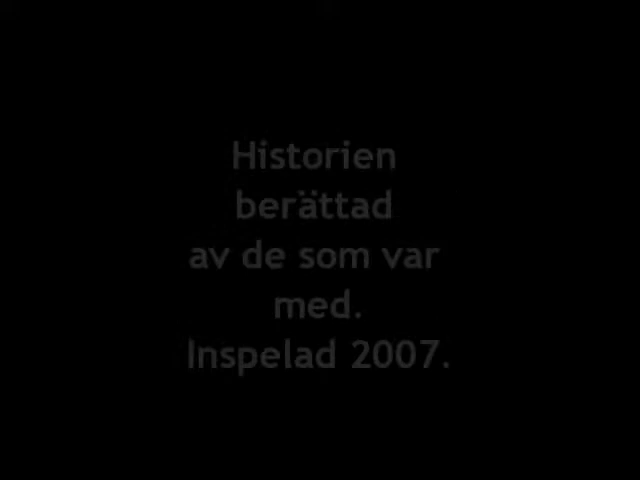 Historien
berättad
av de som var
med.
Inspelad 2007.